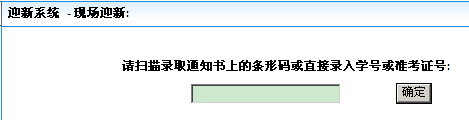 迎新系统 -现场迎新:
请扫描录取通知书上的条形码或直接录入学号或准考证号:
确定